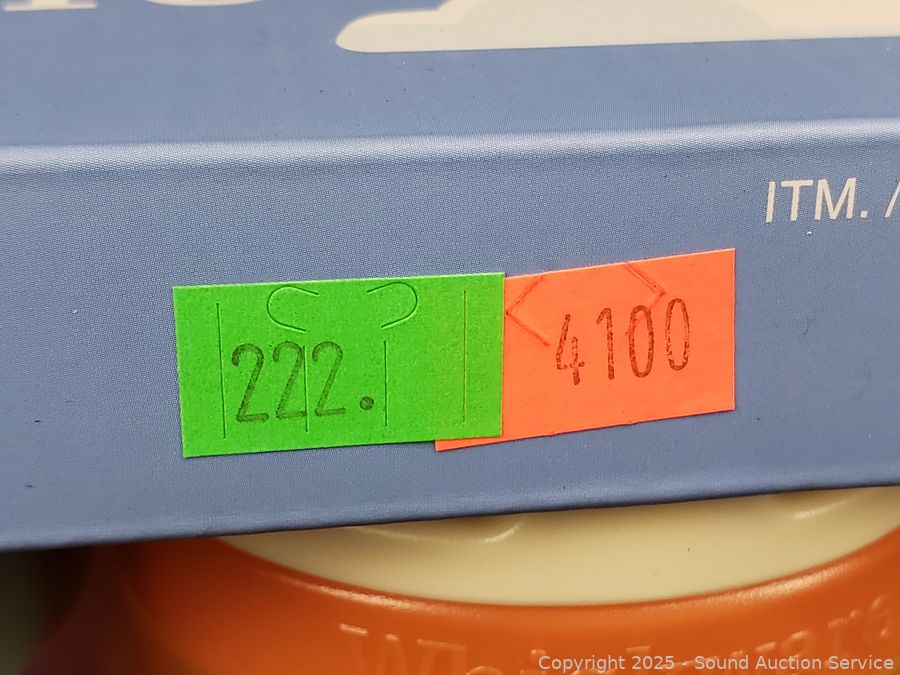 ITM. /
222.
4100
Copyright 2025 - Sound Auction Service